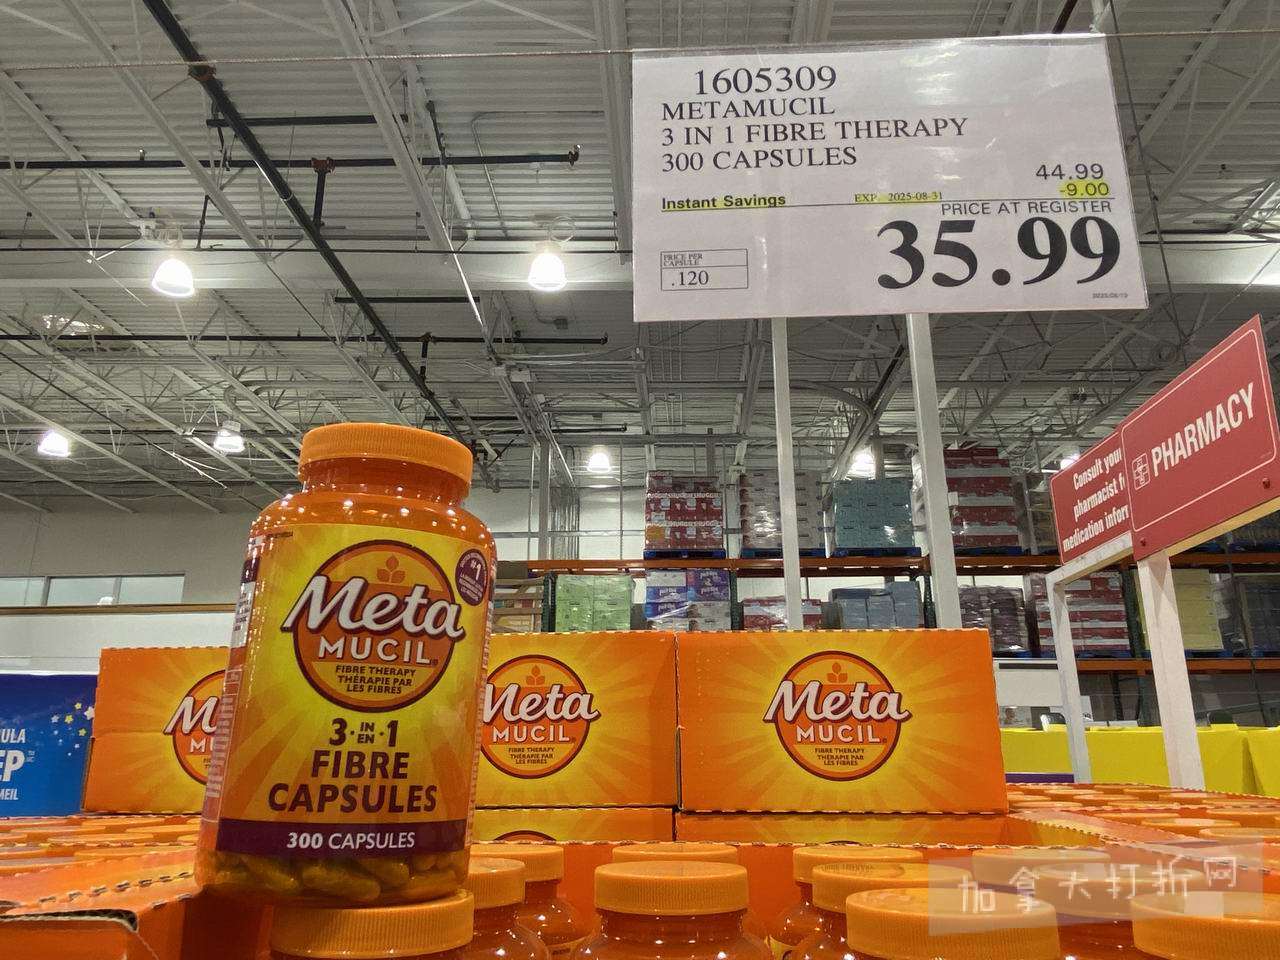 1605309
METAMUCIL
3 IN 1 FIBRE THERAPY
300 CAPSULES
44.99
Instant Savings EXP 2025-08-31 -9.00
PRICE AT REGISTER
35.99
PRICE PER
CAPSULE
.120
Consult your
pharmacist f
medication infor
PHARMACY
Meta
MUCIL
FIBRE THERAPY
THÉRAPIE PAR
LES FIBRES
#1
3 IN EN 1
FIBRE
CAPSULES
300 CAPSULES
Meta
MUCIL
FIBRE THERAPY
THÉRAPIE PAR
LES FIBRES
Meta
MUCIL
FIBRE THERAPY
THÉRAPIE PAR
LES FIBRES
加拿大打折网